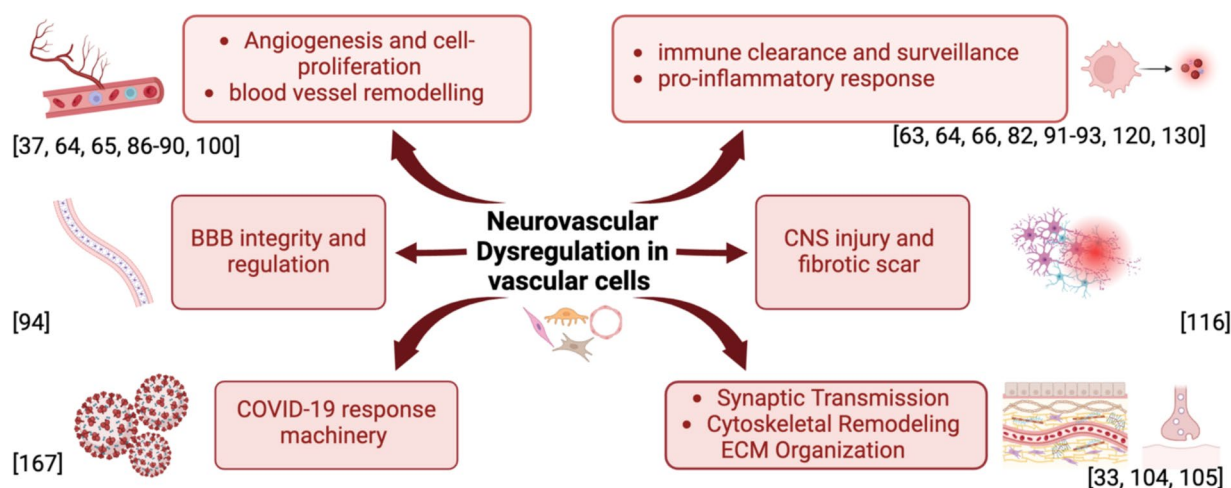 • Angiogenesis and cell-
proliferation
• blood vessel remodelling
[37, 64, 65, 86-90, 100]
• immune clearance and surveillance
• pro-inflammatory response
[63, 64, 66, 82, 91-93, 120, 130]
BBB integrity and
regulation
[94]
Neurovascular
Dysregulation in
vascular cells
CNS injury and
fibrotic scar
[116]
COVID-19 response
machinery
[167]
• Synaptic Transmission
• Cytoskeletal Remodeling
ECM Organization
[33, 104, 105]